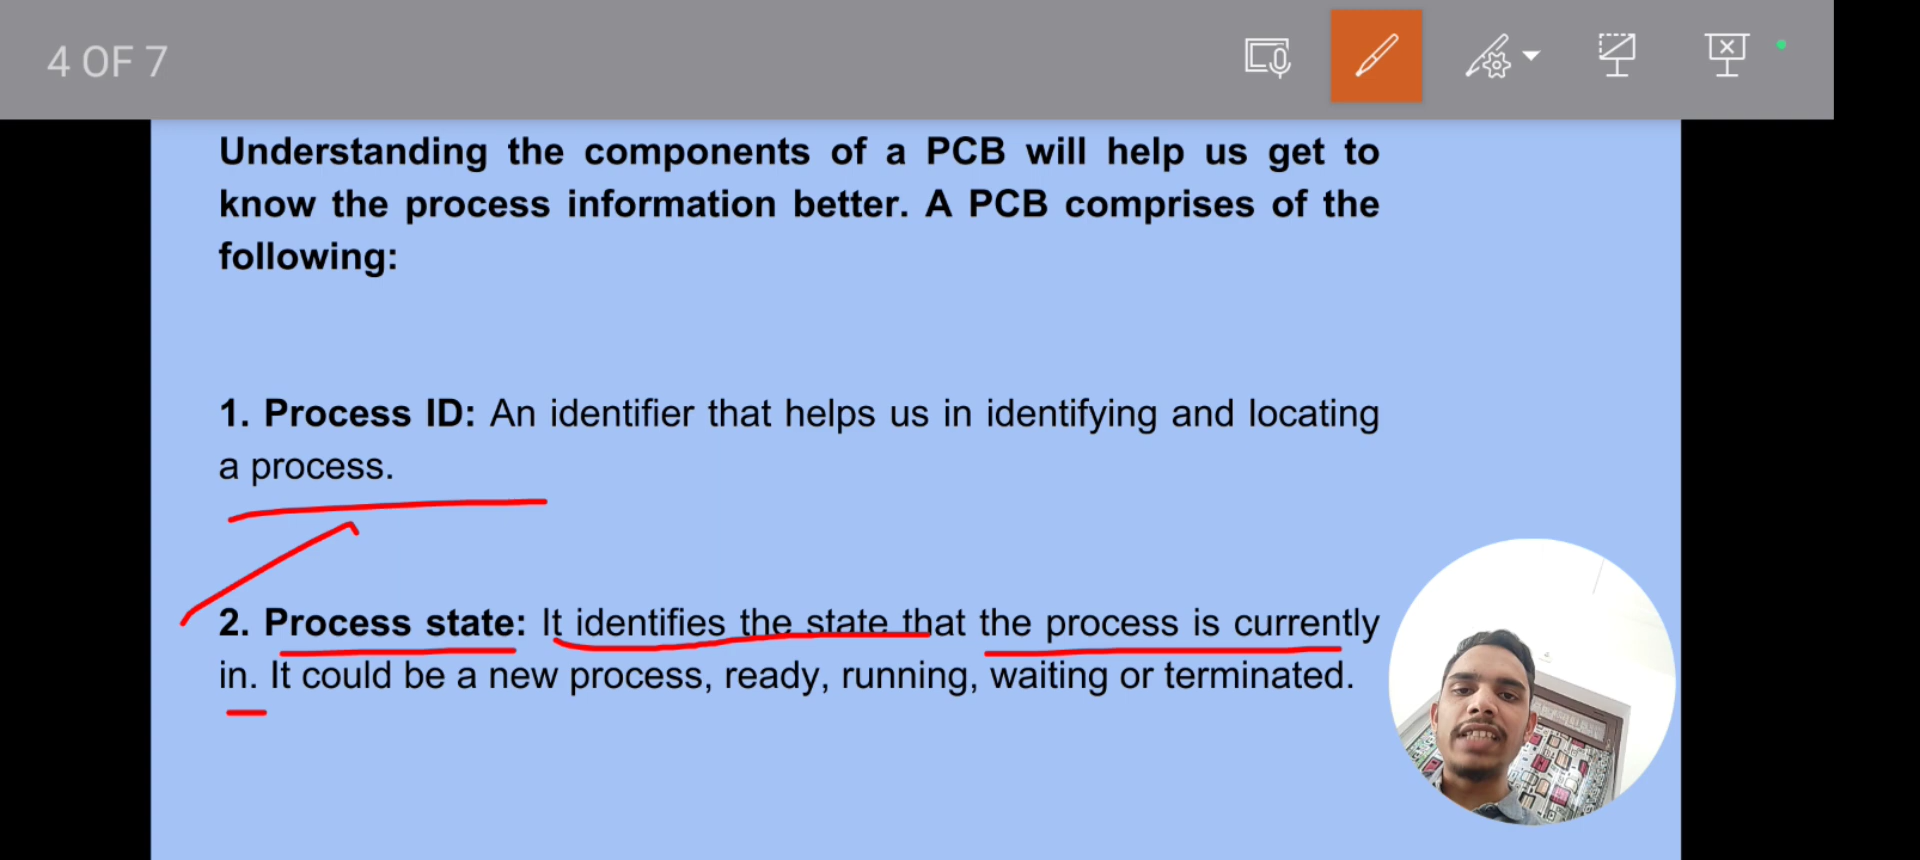 4 OF 7
Understanding the components of a PCB will help us get to
know the process information better. A PCB comprises of the
following:
1. Process ID: An identifier that helps us in identifying and locating
a process.
2. Process state: It identifies the state that the process is currently
in. It could be a new process, ready, running, waiting or terminated.